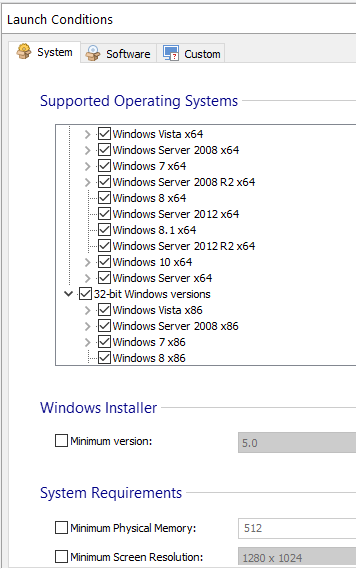 Launch Conditions
System Software Custom
Supported Operating Systems
Windows Vista x64
Windows Server 2008 x64
Windows 7 x64
Windows Server 2008 R2 x64
Windows 8 x64
Windows Server 2012 x64
Windows 8.1 x64
Windows Server 2012 R2 x64
Windows 10 x64
Windows Server x64
32-bit Windows versions
Windows Vista x86
Windows Server 2008 x86
Windows 7 x86
Windows 8 x86
Windows Installer
Minimum version: 5.0
System Requirements
Minimum Physical Memory: 512
Minimum Screen Resolution: 1280 x 1024